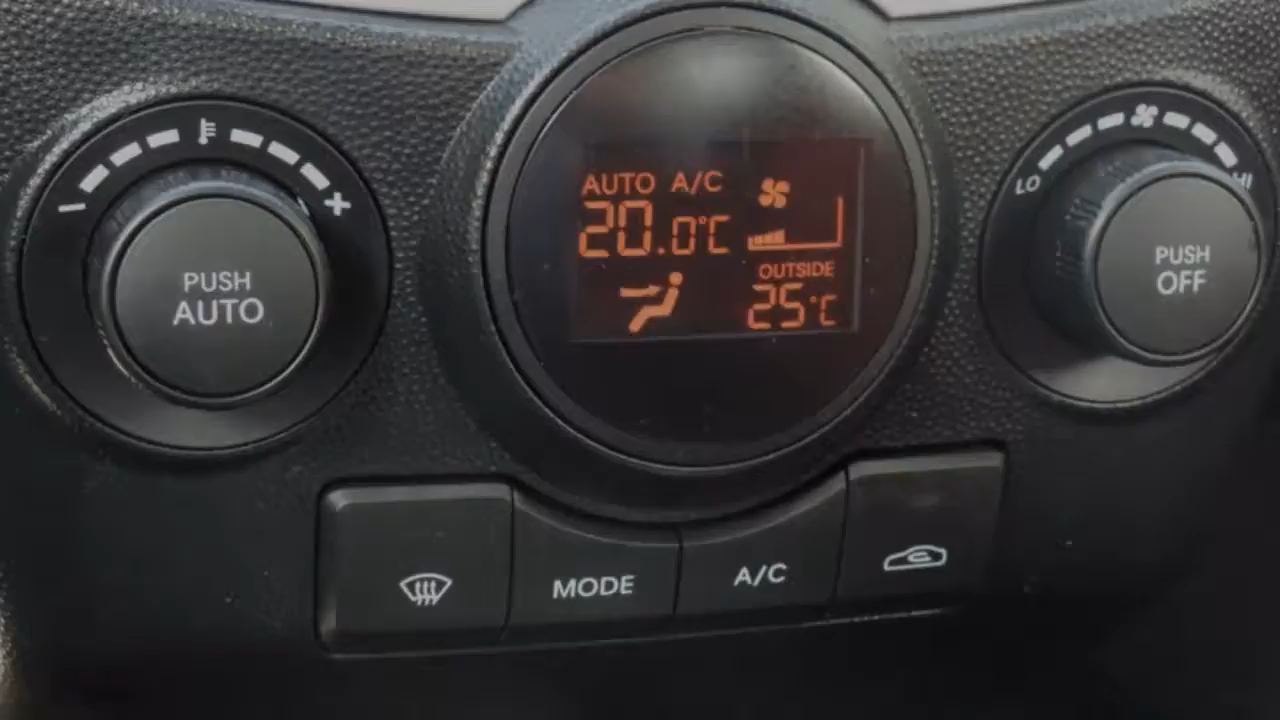 AUTO A/C
20.0°C
OUTSIDE
25°C
PUSH
AUTO
LO
HI
PUSH
OFF
MODE
A/C